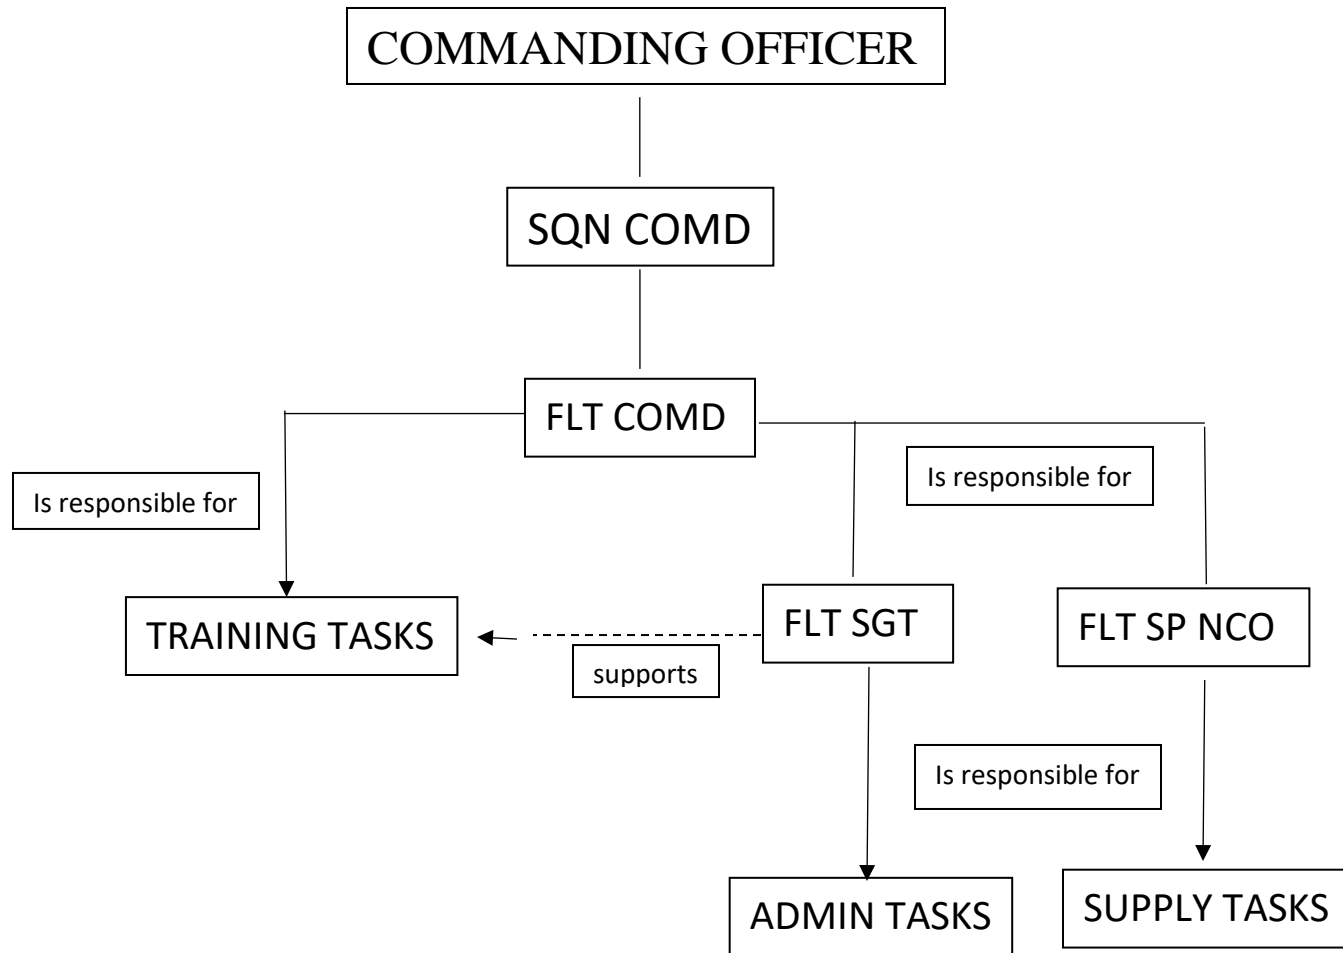 COMMANDING OFFICER
SQN COMD
FLT COMD
Is responsible for
Is responsible for
TRAINING TASKS
supports
FLT SGT
FLT SP NCO
Is responsible for
ADMIN TASKS
SUPPLY TASKS